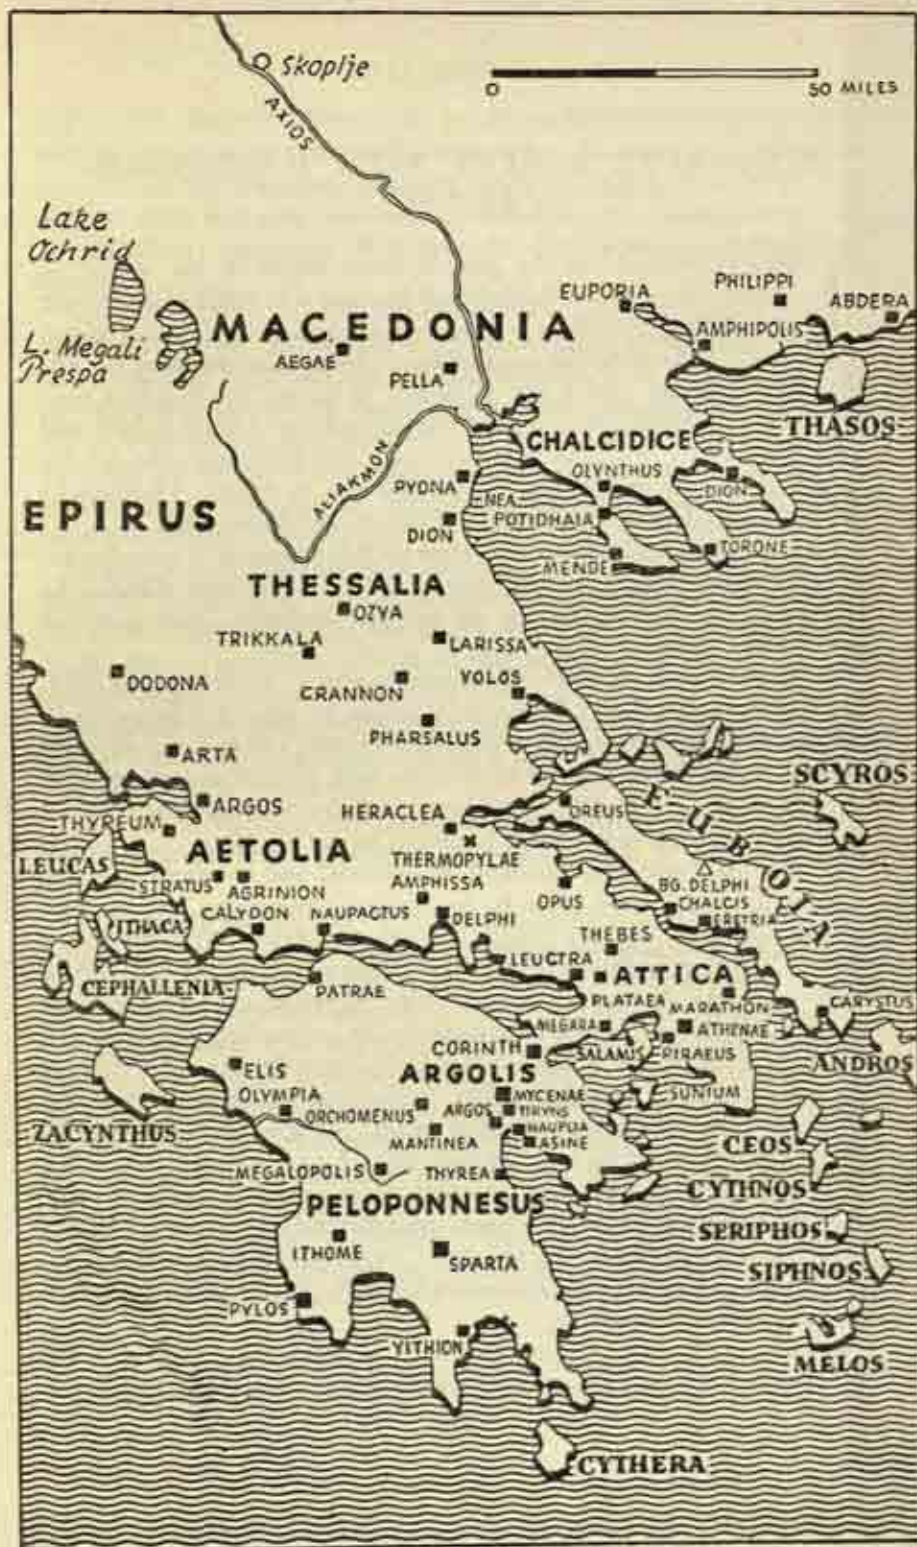 Skoplje
0 50 MILES
AXIOS
Lake
Ochrid
L. Megali
Prespa
MACEDONIA
EUPORIA
PHILIPPI
ABDERA
AMPHIPOLIS
AEGAE
PELLA
THASOS
CHALCIDICE
OLYNTHUS
ALIAKMON
PYDNA
NEA
POTIDHAIA
DION
DION
EPIRUS
MENDE
TORONE
THESSALIA
OZYA
TRIKKALA
LARISSA
DODONA
CRANNON
VOLOS
PHARSALUS
ARTA
SCYROS
ARGOS
HERACLEA
OREUS
EUBOIA
THYREUM
AETOLIA
THERMOPYLAE
LEUCAS
STRATUS
AGRINION
AMPHISSA
OPUS
BG. DELPHI
CHALCIS
ERETRIA
ITHACA
CALYDON
NAUPACTUS
DELPHI
THEBES
LEUCTRA
ATTICA
CEPHALLENIA
PATRAE
PLATAEA
MARATHON
CARYSTUS
MEGARA
ATHENAE
CORINTH
SALAMIS
PIRAEUS
ANDROS
ELIS
ARGOLIS
SUNIUM
OLYMPIA
MYCENAE
ORCHOMENUS
ARGOS
TIRYNS
ZACYNTHUS
NAUPLIA
MANTINEA
ASINE
CEOS
MEGALOPOLIS
THYREA
CYTHNOS
PELOPONNESUS
SERIPHOS
ITHOME
SPARTA
SIPHNOS
PYLOS
YITHION
MELOS
CYTHERA